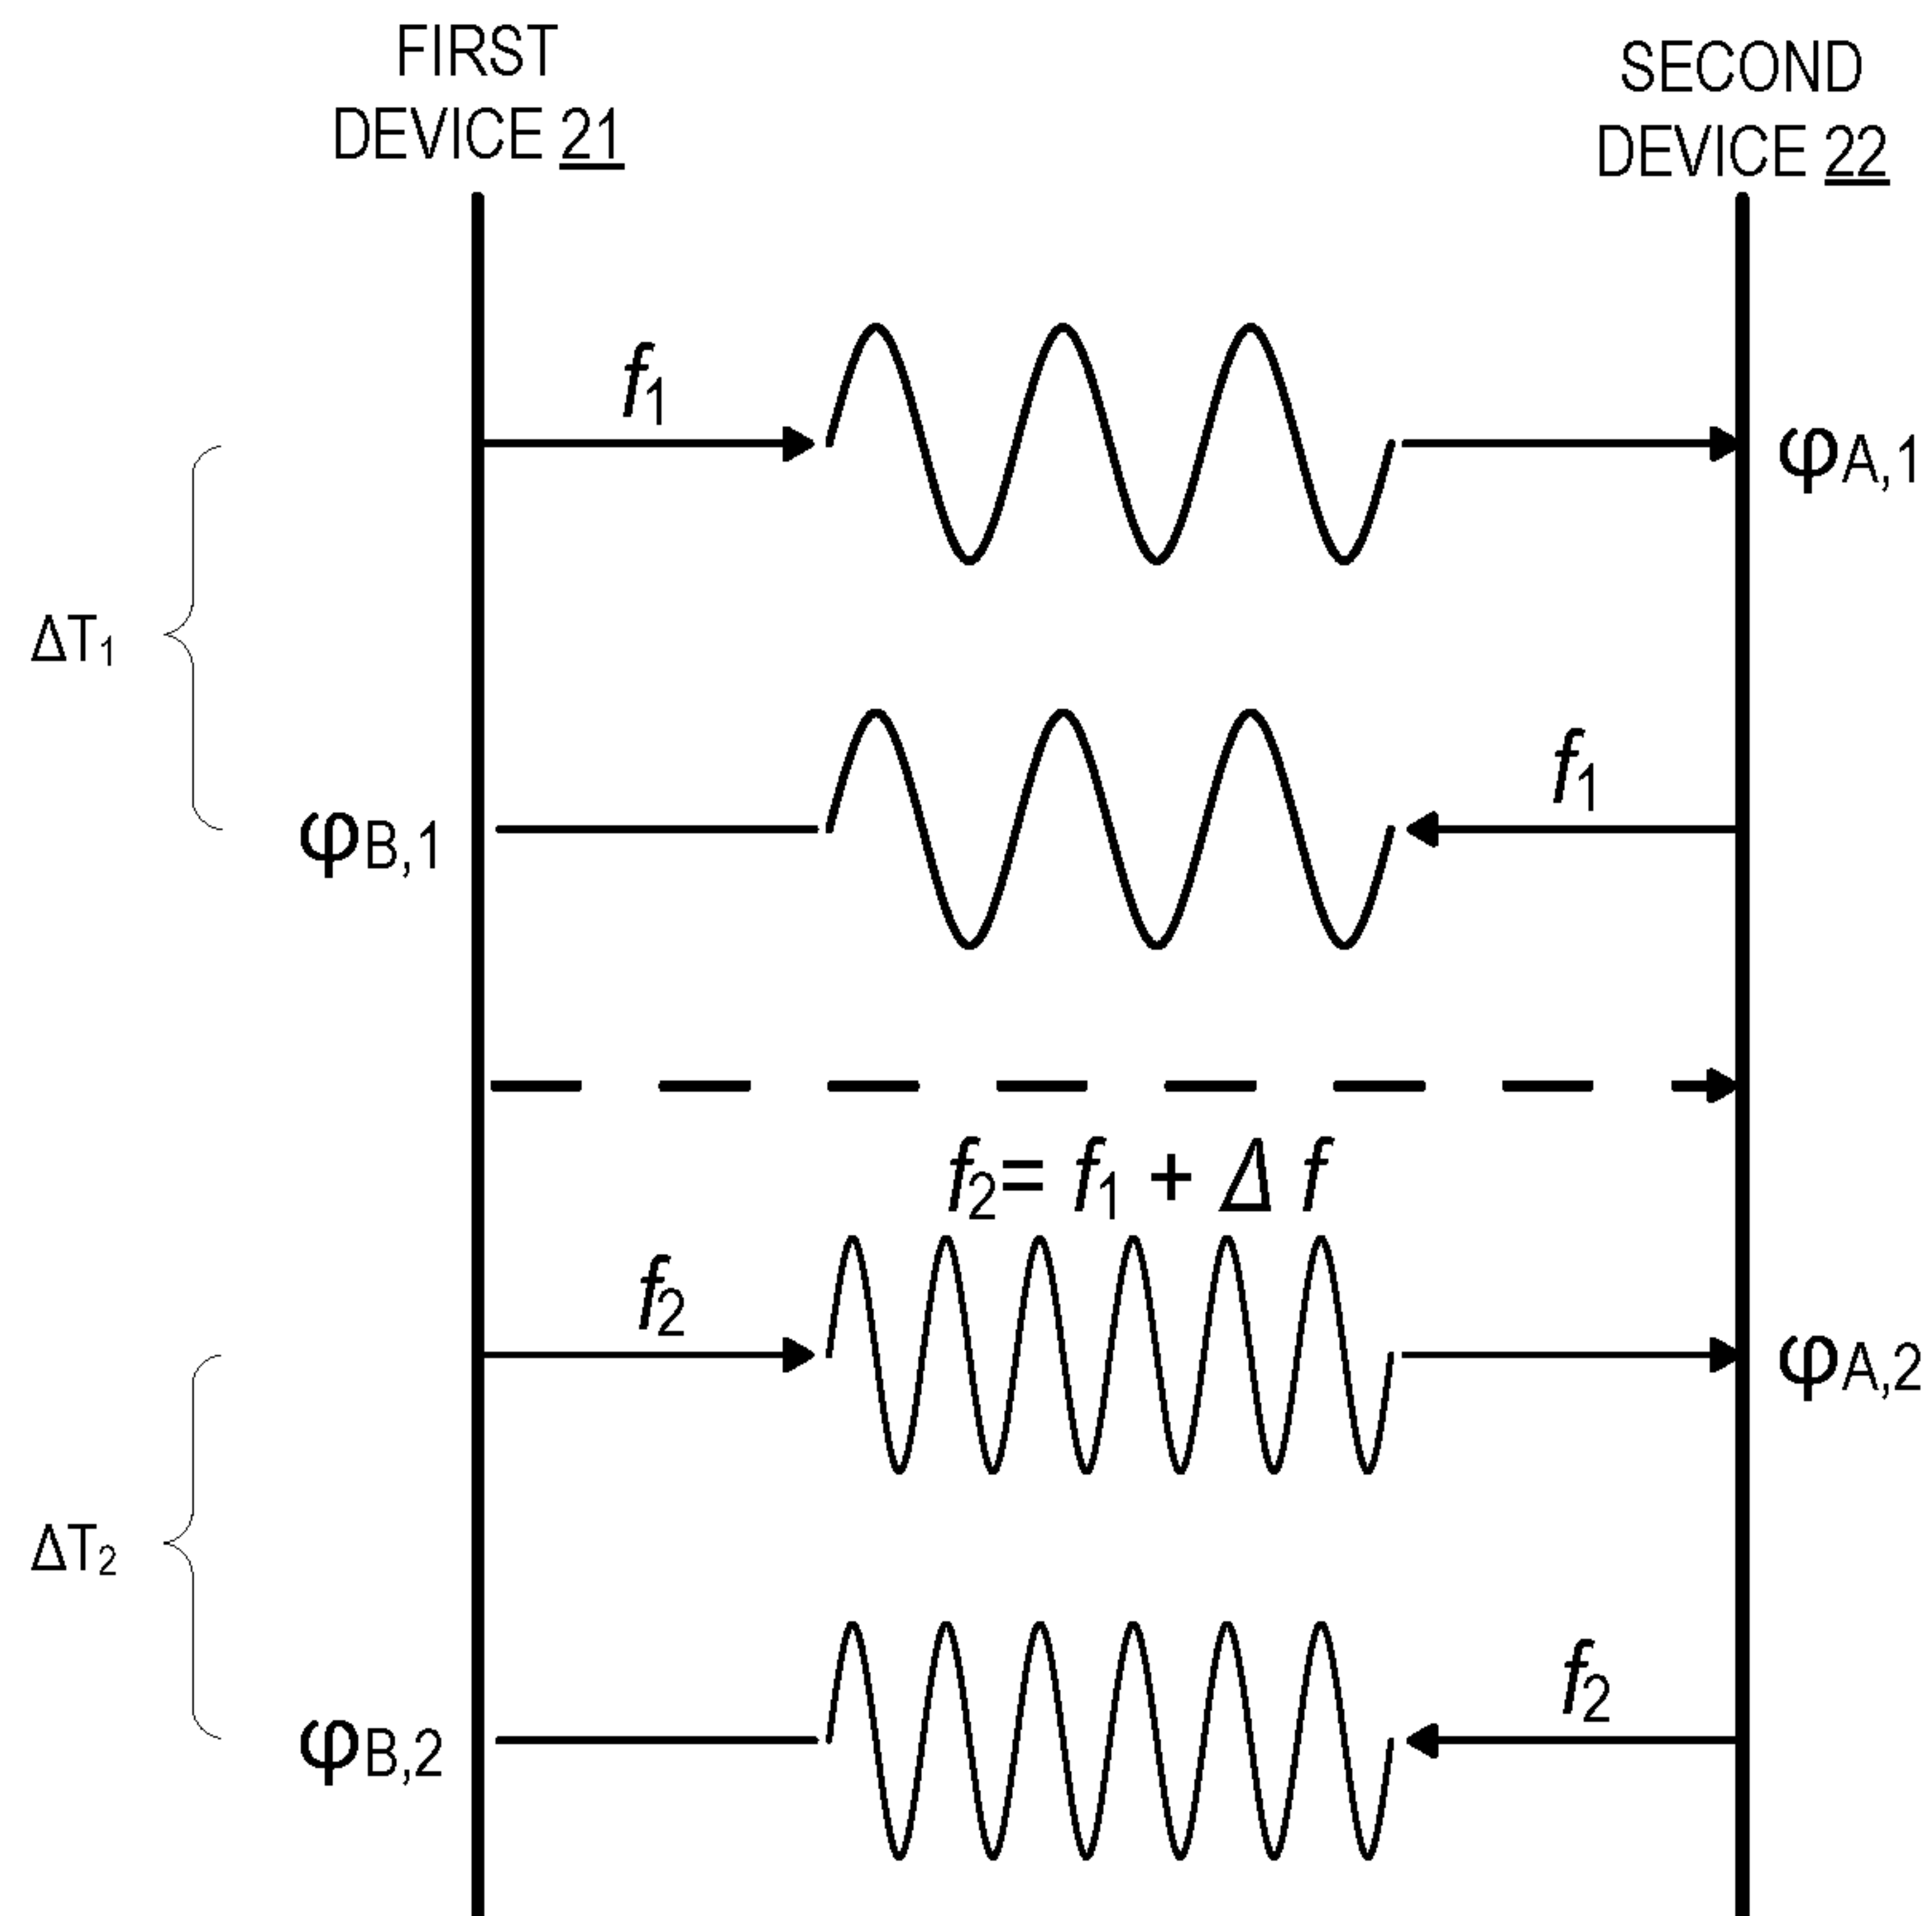 FIRST
DEVICE 21
SECOND
DEVICE 22
f₁
φA,1
ΔT₁
f₁
φB,1
f₂= f₁ + Δ f
f₂
φA,2
ΔT₂
f₂
φB,2